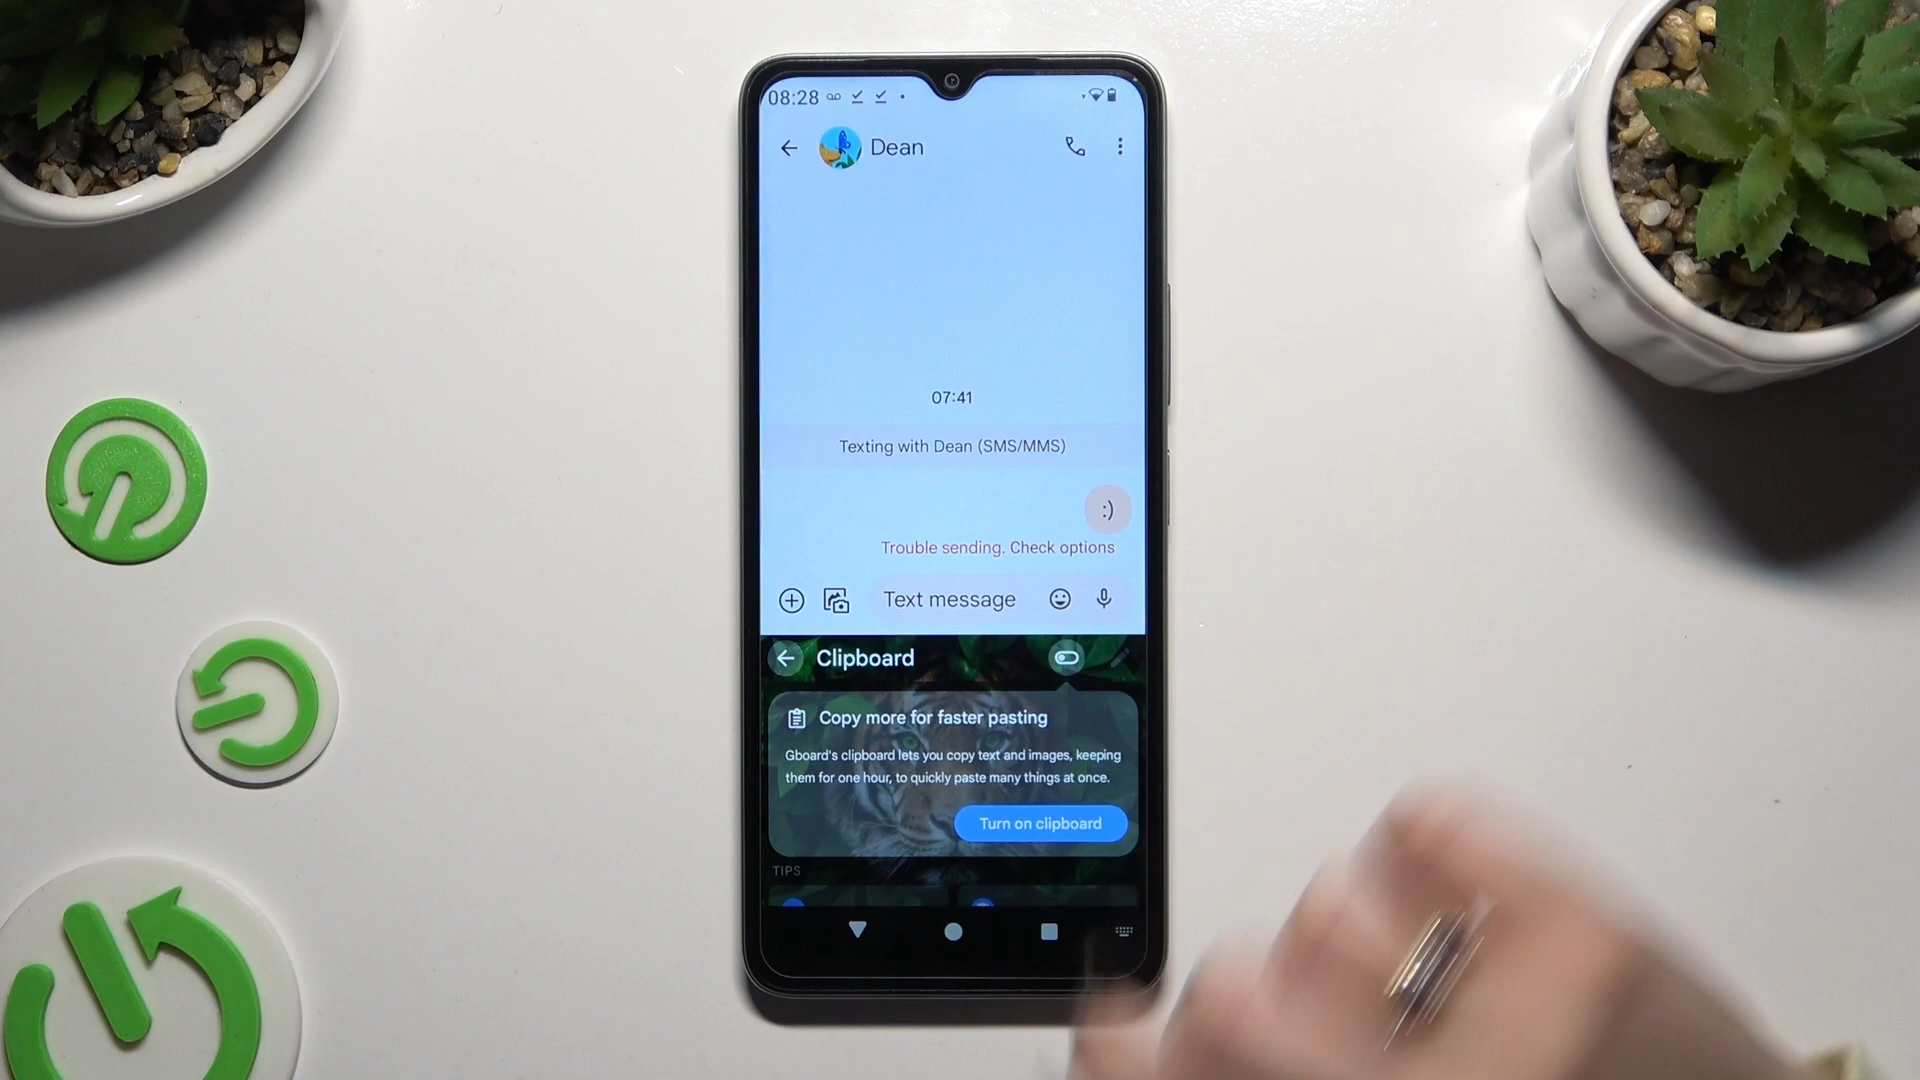 08:28
Dean
07:41
Texting with Dean (SMS/MMS)
:)
Trouble sending. Check options
Text message
Clipboard
Copy more for faster pasting
Gboard's clipboard lets you copy text and images, keeping
them for one hour, to quickly paste many things at once.
Turn on clipboard
TIPS